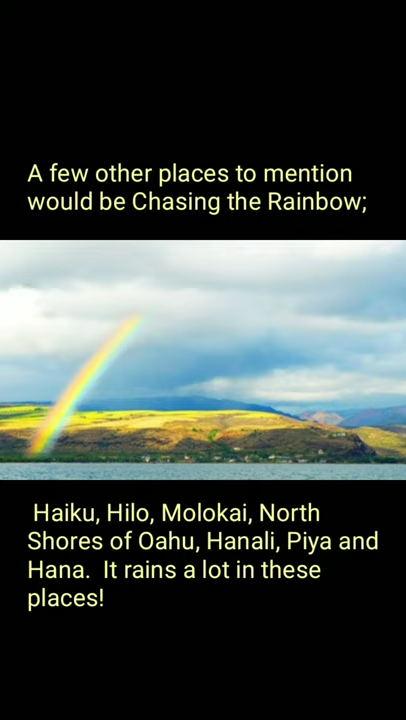 A few other places to mention
would be Chasing the Rainbow;
Haiku, Hilo, Molokai, North
Shores of Oahu, Hanali, Piya and
Hana.  It rains a lot in these
places!